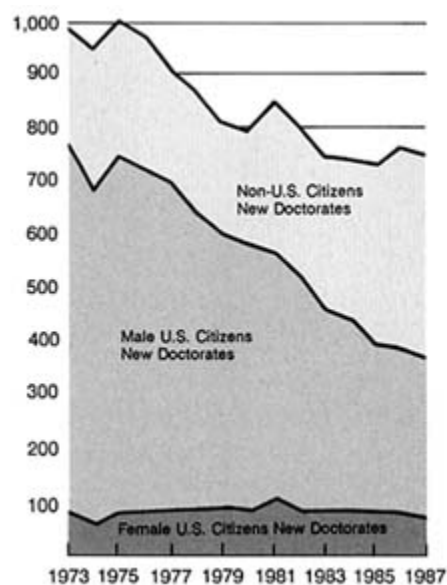 1,000
900
800
700
600
500
400
300
200
100
Non-U.S. Citizens
New Doctorates
Male U.S. Citizens
New Doctorates
Female U.S. Citizens New Doctorates
1973 1975 1977 1979 1981 1983 1985 1987